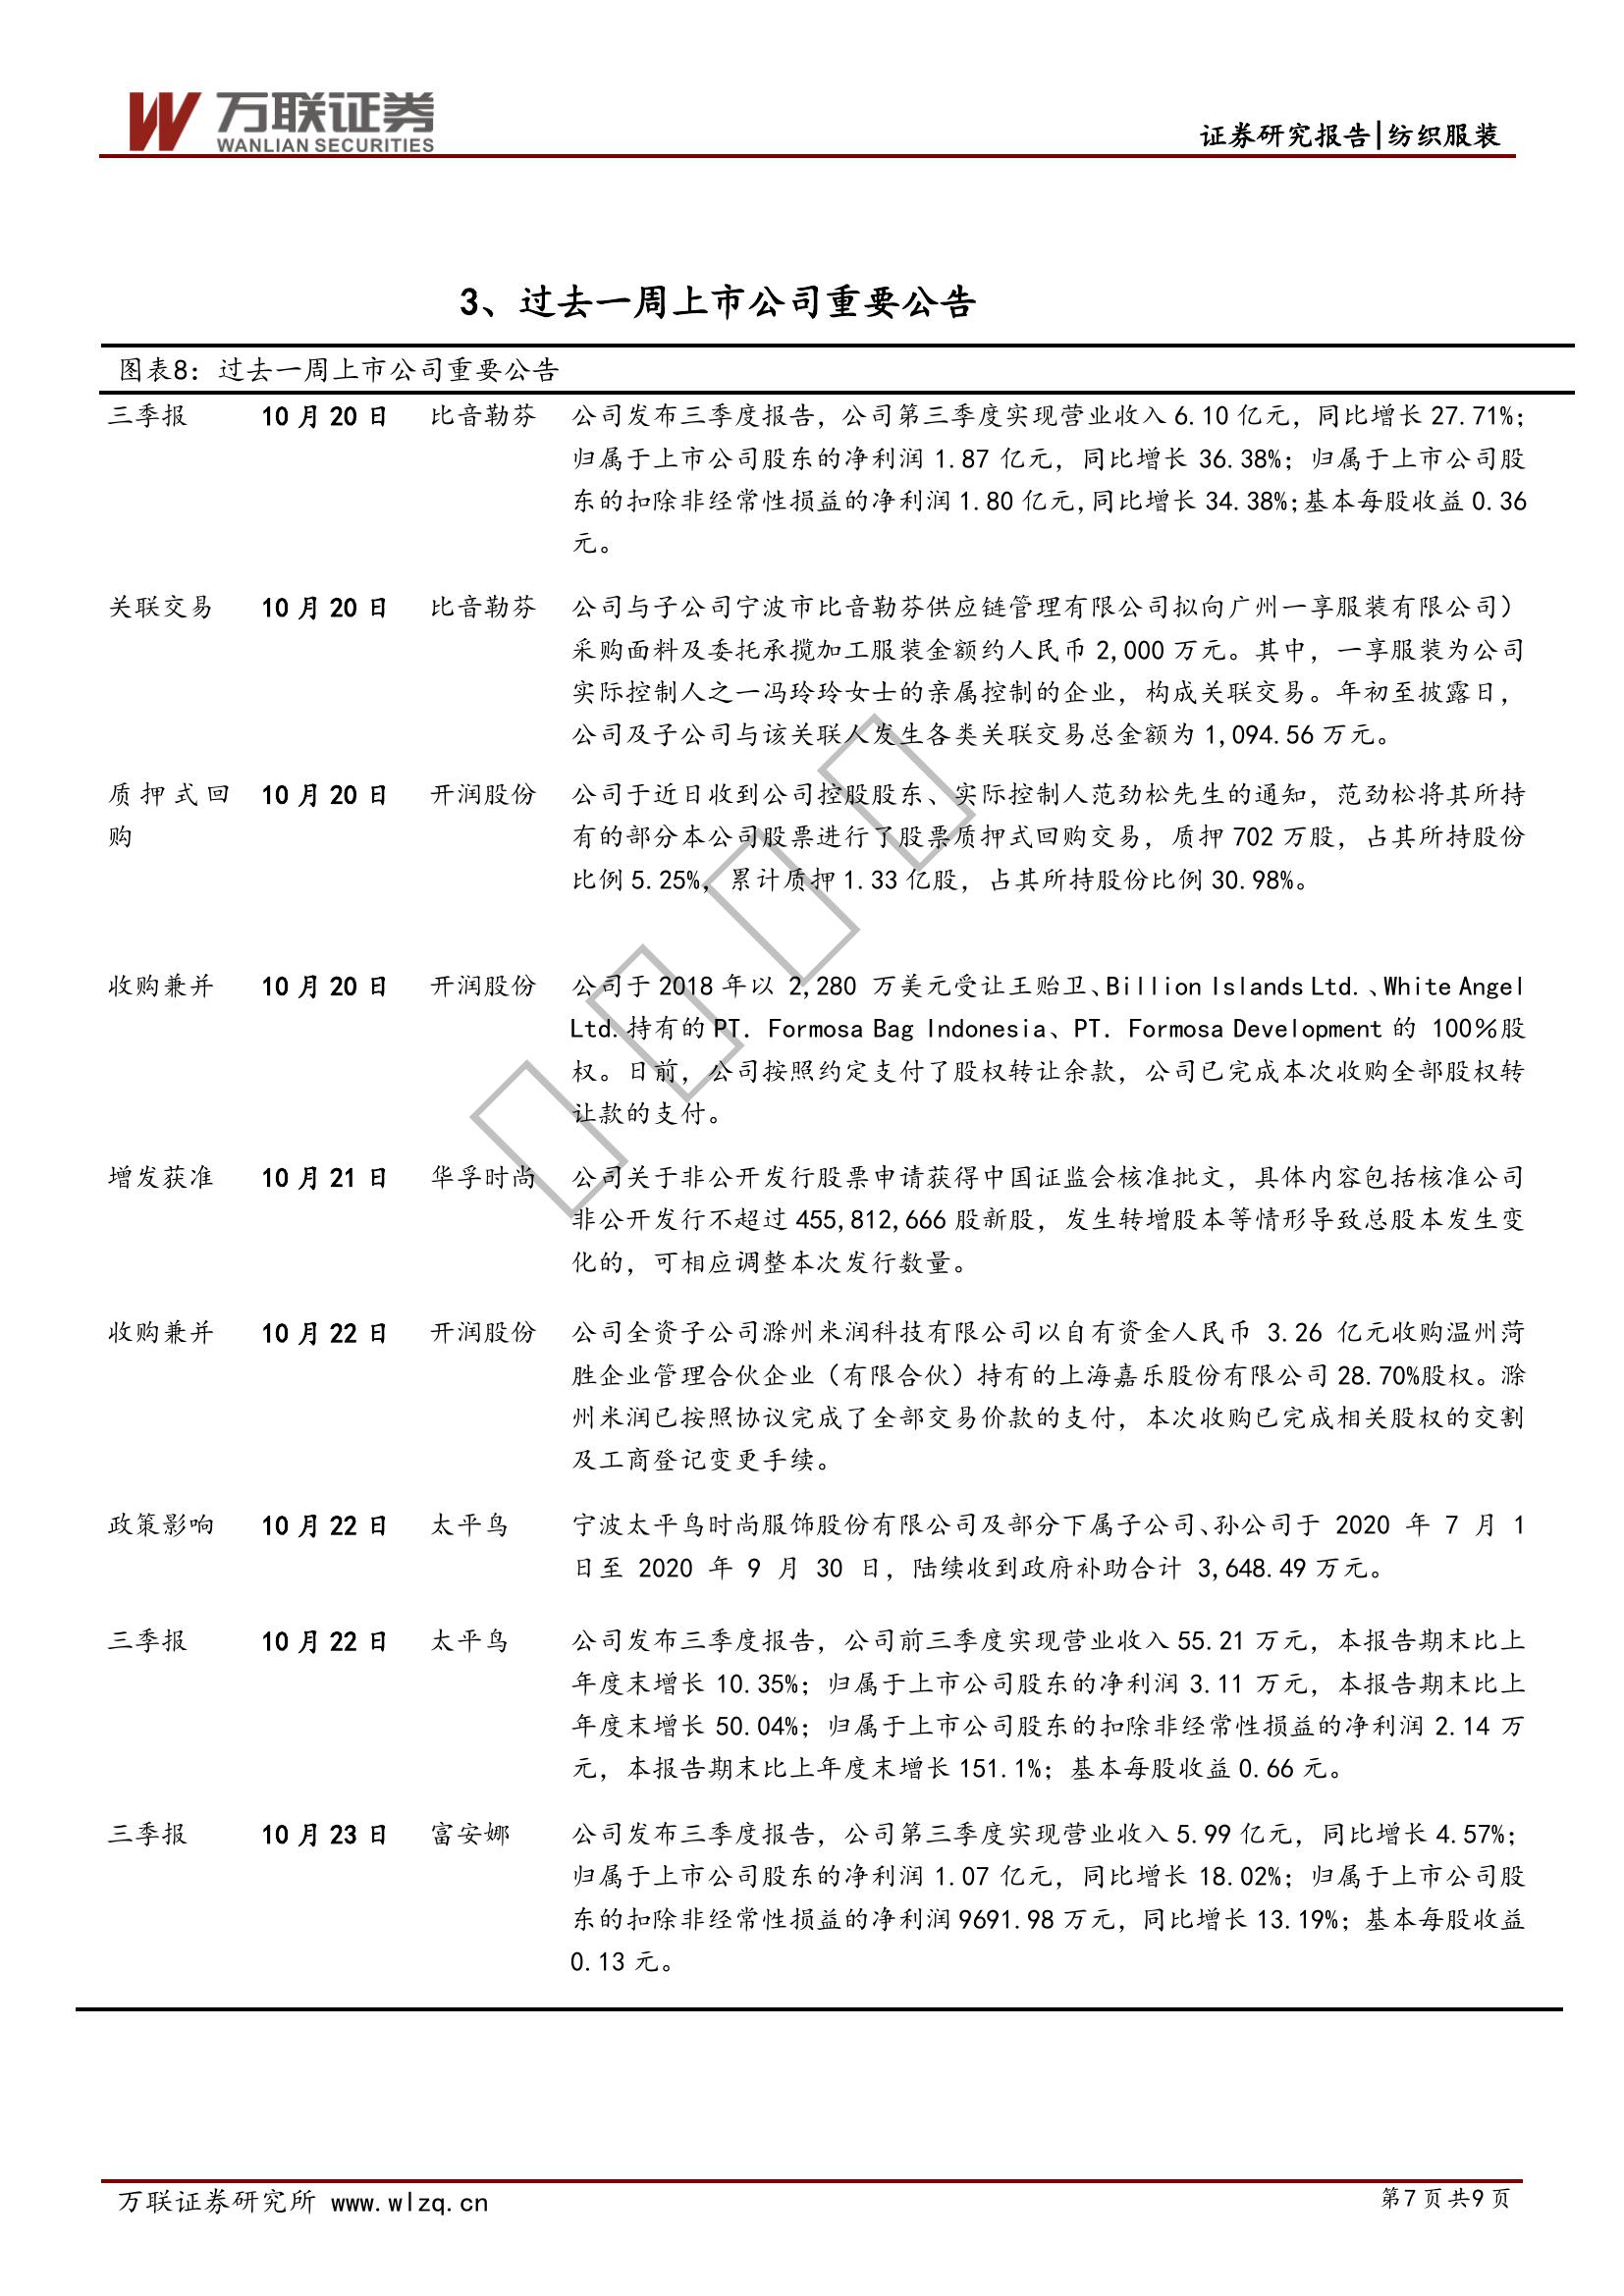 万联证券
WANLIAN SECURITIES
证券研究报告|纺织服装
3、过去一周上市公司重要公告
图表8：过去一周上市公司重要公告
三季报 10月20日 比音勒芬 公司发布三季度报告，公司第三季度实现营业收入6.10亿元，同比增长27.71%；
归属于上市公司股东的净利润1.87亿元，同比增长36.38%；归属于上市公司股
东的扣除非经常性损益的净利润1.80亿元,同比增长34.38%;基本每股收益0.36
元。
关联交易 10月20日 比音勒芬 公司与子公司宁波市比音勒芬供应链管理有限公司拟向广州一享服装有限公司）
采购面料及委托承揽加工服装金额约人民币2,000万元。其中，一享服装为公司
实际控制人之一冯玲玲女士的亲属控制的企业，构成关联交易。年初至披露日，
公司及子公司与该关联人发生各类关联交易总金额为1,094.56万元。
质押式回 10月20日 开润股份 公司于近日收到公司控股股东、实际控制人范劲松先生的通知，范劲松将其所持
购 有的部分本公司股票进行了股票质押式回购交易，质押702万股，占其所持股份
比例5.25%，累计质押1.33亿股，占其所持股份比例30.98%。
收购兼并 10月20日 开润股份 公司于2018年以 2,280 万美元受让王贻卫、Billion Islands Ltd.、White Angel
Ltd.持有的PT. Formosa Bag Indonesia、PT. Formosa Development的 100%股
权。日前，公司按照约定支付了股权转让余款，公司已完成本次收购全部股权转
让款的支付。
增发获准 10月21日 华孚时尚 公司关于非公开发行股票申请获得中国证监会核准批文，具体内容包括核准公司
非公开发行不超过455,812,666股新股，发生转增股本等情形导致总股本发生变
化的，可相应调整本次发行数量。
收购兼并 10月22日 开润股份 公司全资子公司滁州米润科技有限公司以自有资金人民币 3.26 亿元收购温州菏
胜企业管理合伙企业（有限合伙）持有的上海嘉乐股份有限公司28.70%股权。滁
州米润已按照协议完成了全部交易价款的支付，本次收购已完成相关股权的交割
及工商登记变更手续。
政策影响 10月22日 太平鸟 宁波太平鸟时尚服饰股份有限公司及部分下属子公司、孙公司于 2020 年 7 月 1
日至 2020 年 9 月 30 日，陆续收到政府补助合计 3,648.49万元。
三季报 10月22日 太平鸟 公司发布三季度报告，公司前三季度实现营业收入55.21万元，本报告期末比上
年度末增长10.35%；归属于上市公司股东的净利润3.11万元，本报告期末比上
年度末增长50.04%；归属于上市公司股东的扣除非经常性损益的净利润2.14万
元，本报告期末比上年度末增长151.1%；基本每股收益0.66元。
三季报 10月23日 富安娜 公司发布三季度报告，公司第三季度实现营业收入5.99亿元，同比增长4.57%；
归属于上市公司股东的净利润1.07亿元，同比增长18.02%；归属于上市公司股
东的扣除非经常性损益的净利润9691.98万元，同比增长13.19%；基本每股收益
0.13元。
万联证券研究所 www.wlzq.cn
第7页共9页